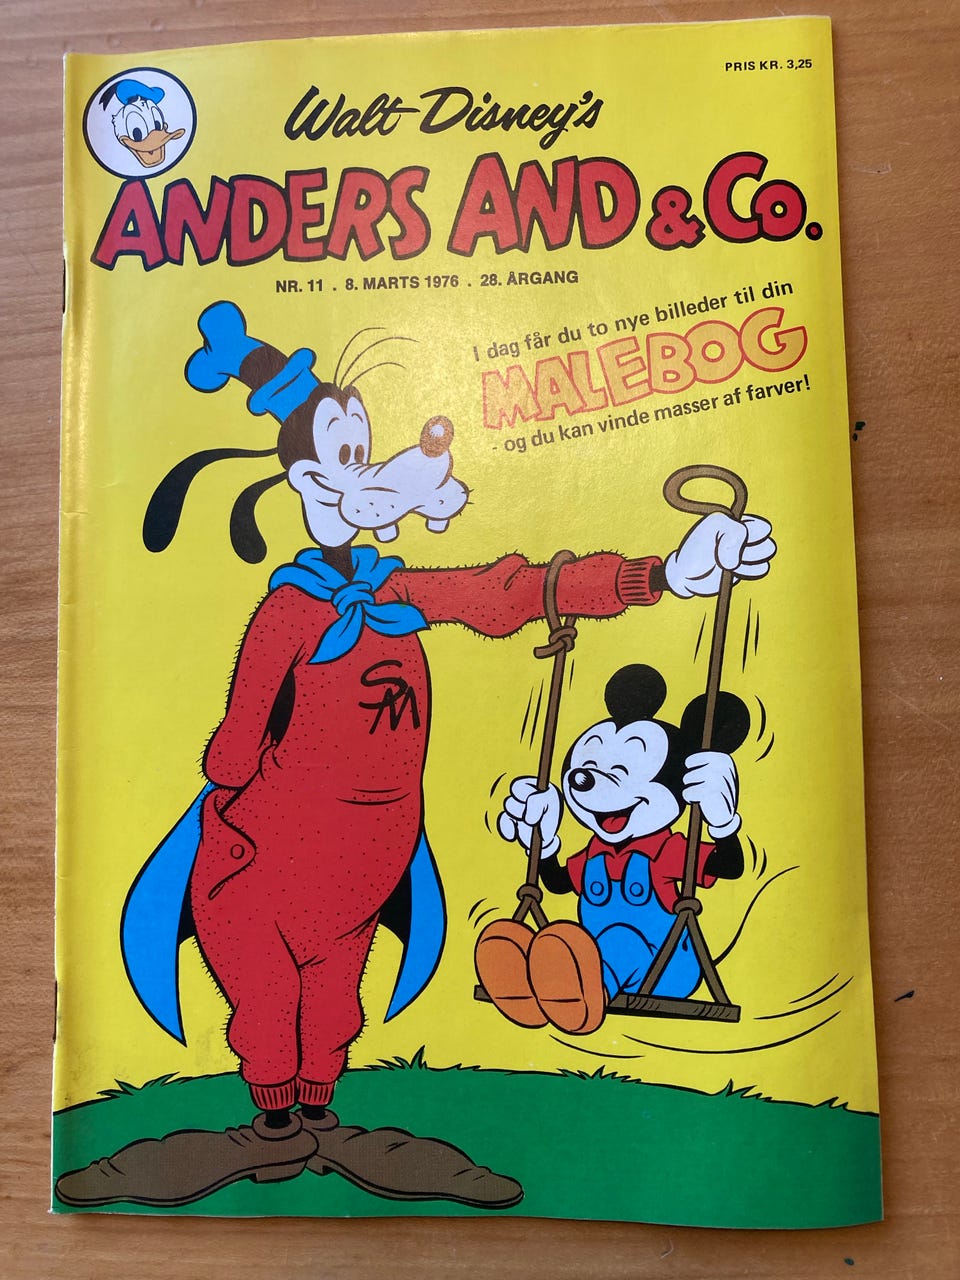 PRIS KR. 3,25
Walt Disney's
ANDERS AND & Co.
NR. 11 . 8. MARTS 1976 . 28. ÅRGANG
I dag får du to nye billeder til din
MALEBOG
- og du kan vinde masser af farver!
SM